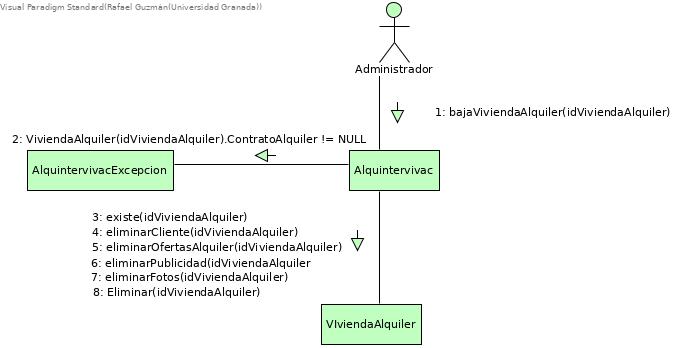 Visual Paradigm Standard(Rafael Guzmán(Universidad Granada))
Administrador
1: bajaViviendaAlquiler(idViviendaAlquiler)
2: ViviendaAlquiler(idViviendaAlquiler).ContratoAlquiler != NULL
AlquintervivacExcepcion
Alquintervivac
3: existe(idViviendaAlquiler)
4: eliminarCliente(idViviendaAlquiler)
5: eliminarOfertasAlquiler(idViviendaAlquiler)
6: eliminarPublicidad(idViviendaAlquiler
7: eliminarFotos(idViviendaAlquiler)
8: Eliminar(idViviendaAlquiler)
VIviendaAlquiler